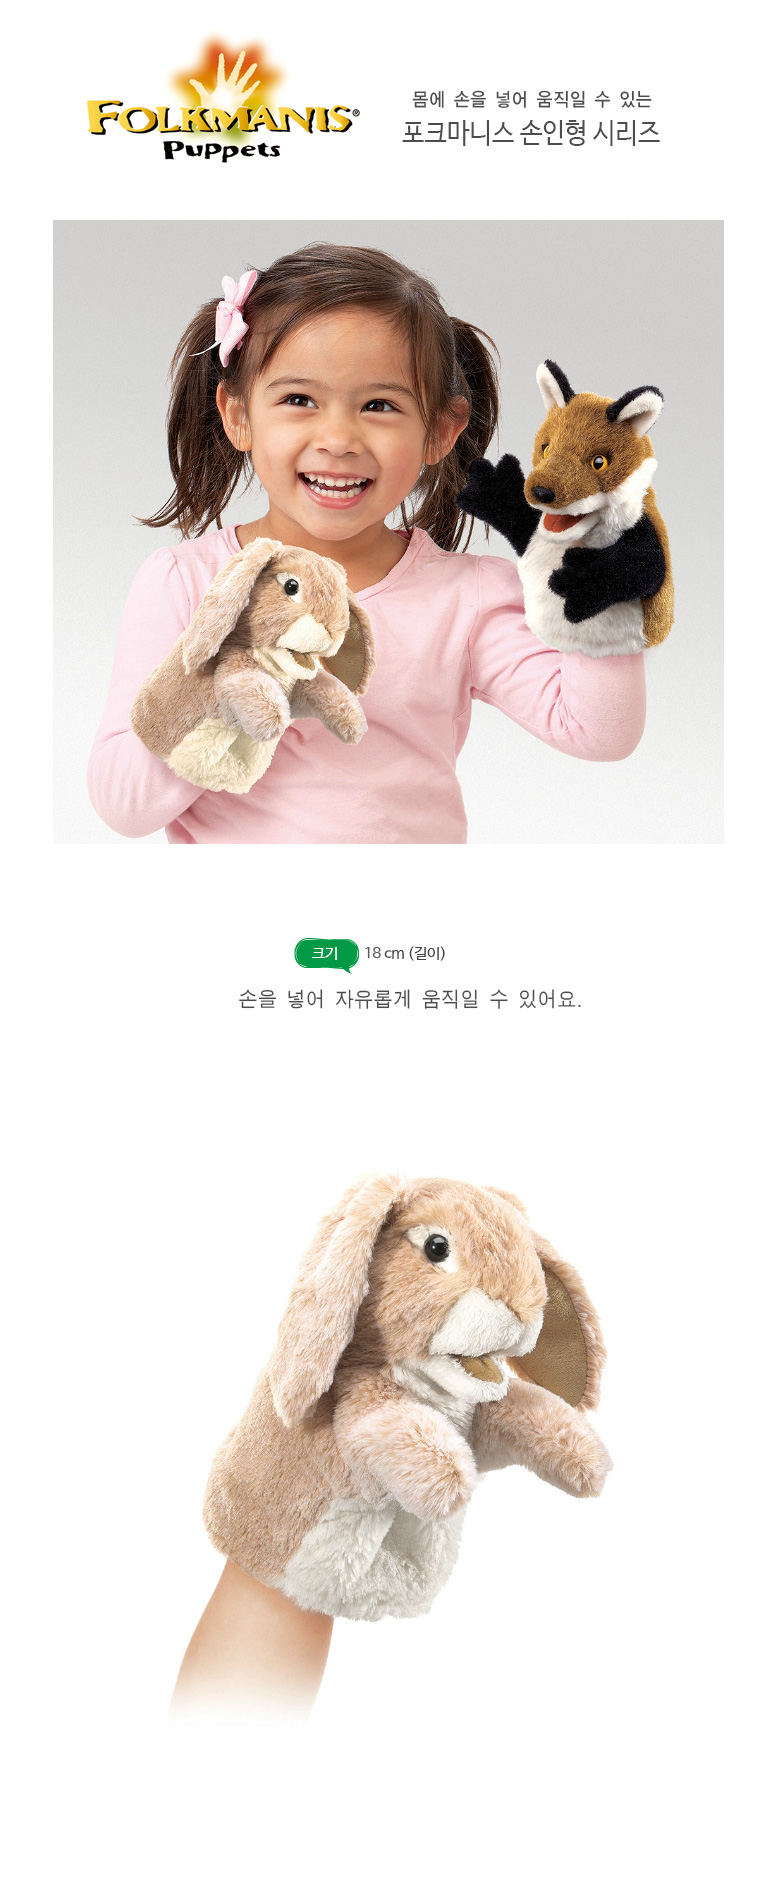 FOLKMANIS®
Puppets
몸에 손을 넣어 움직일 수 있는
포크마니스 손인형 시리즈
크기 18 cm (길이)
손을 넣어 자유롭게 움직일 수 있어요.